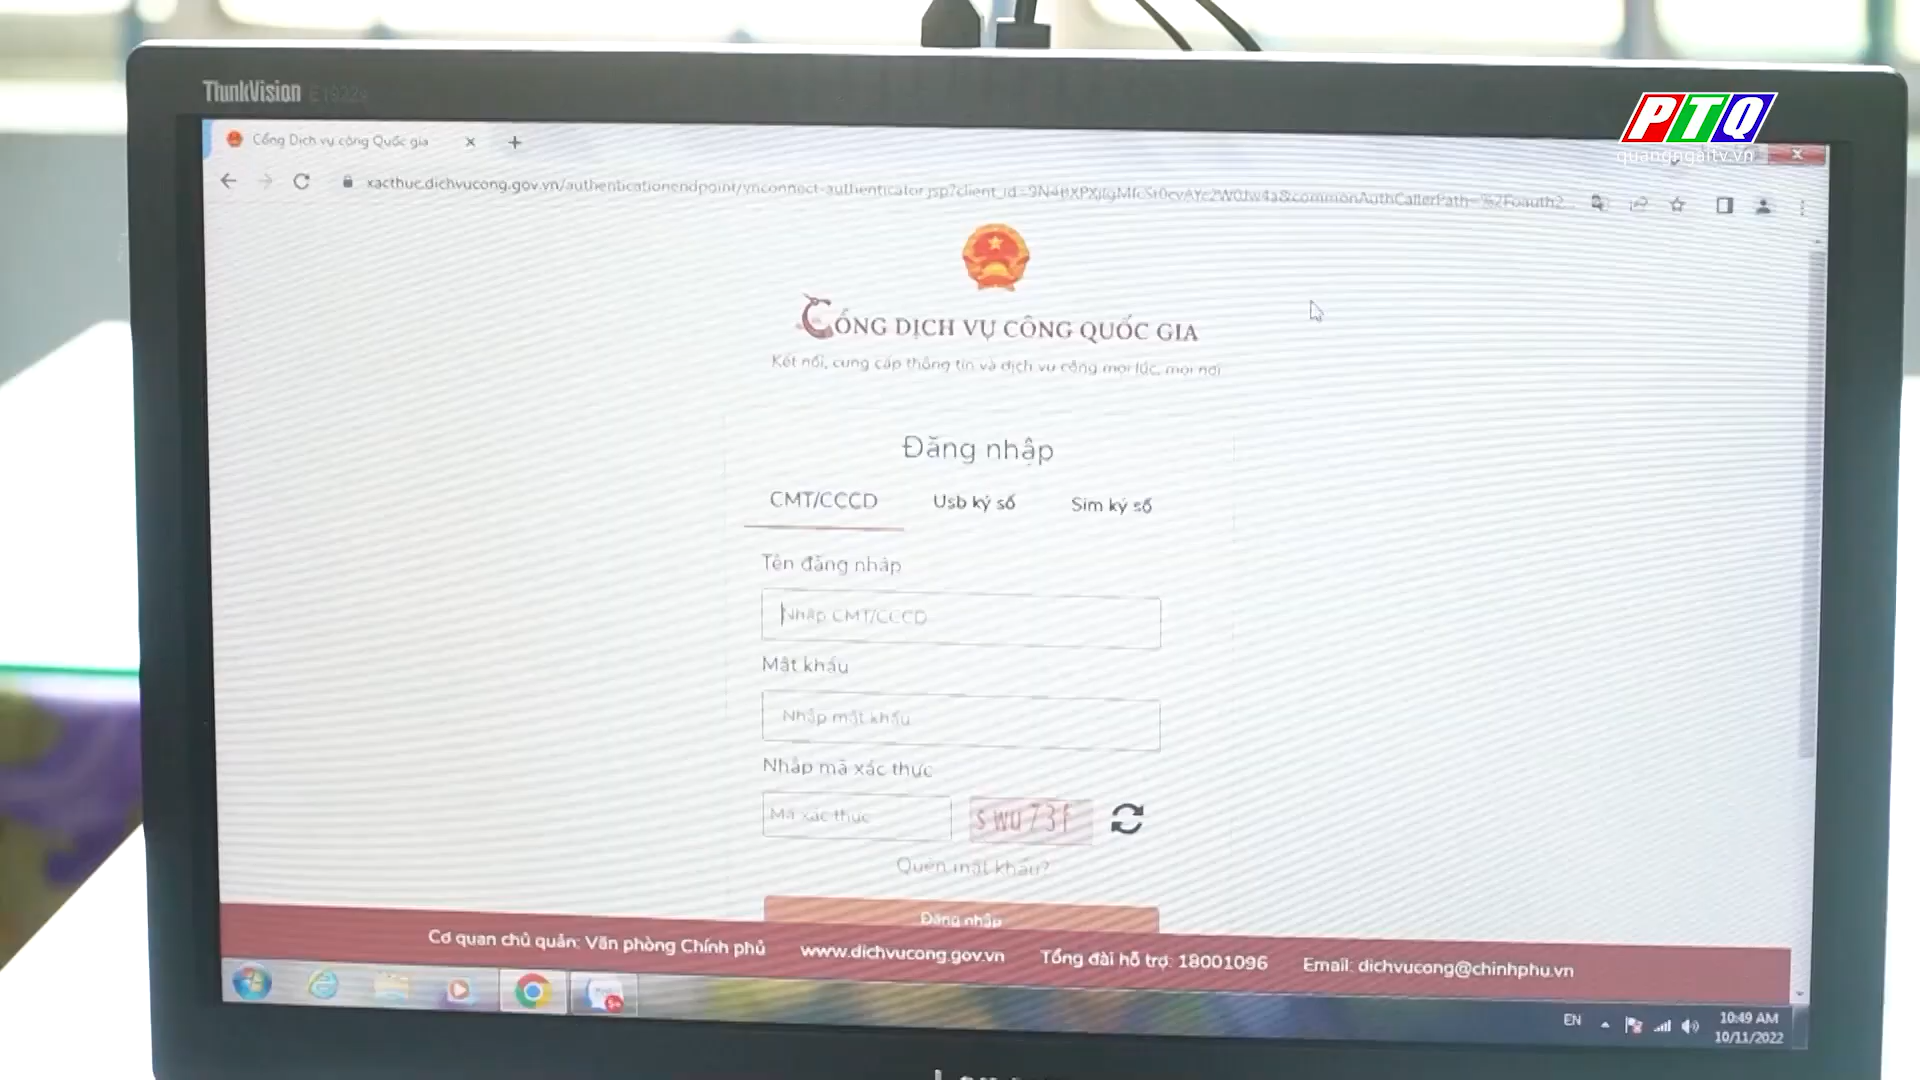 ThinkVision
PTQ
quangngaitv.vn
Cổng Dịch vụ công Quốc gia
CỔNG DỊCH VỤ CÔNG QUỐC GIA
Kết nối, cung cấp thông tin và dịch vụ công mọi lúc, mọi nơi
Đăng nhập
CMT/CCCD Usb ký số Sim ký số
Tên đăng nhập
Nhập CMT/CCCD
Mật khẩu
Nhập mật khẩu
Nhập mã xác thực
Mã xác thực swu73f
Quên mật khẩu?
Đăng nhập
Cơ quan chủ quản: Văn phòng Chính phủ www.dichvucong.gov.vn Tổng đài hỗ trợ: 18001096 Email: dichvucong@chinhphu.vn
EN 10:49 AM
10/11/2022